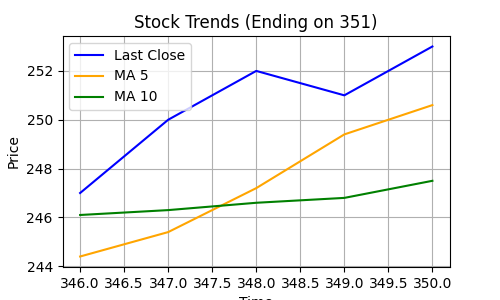 Stock Trends (Ending on 351)
Last Close
MA 5
MA 10
Price
252
250
248
246
244
346.0 346.5 347.0 347.5 348.0 348.5 349.0 349.5 350.0